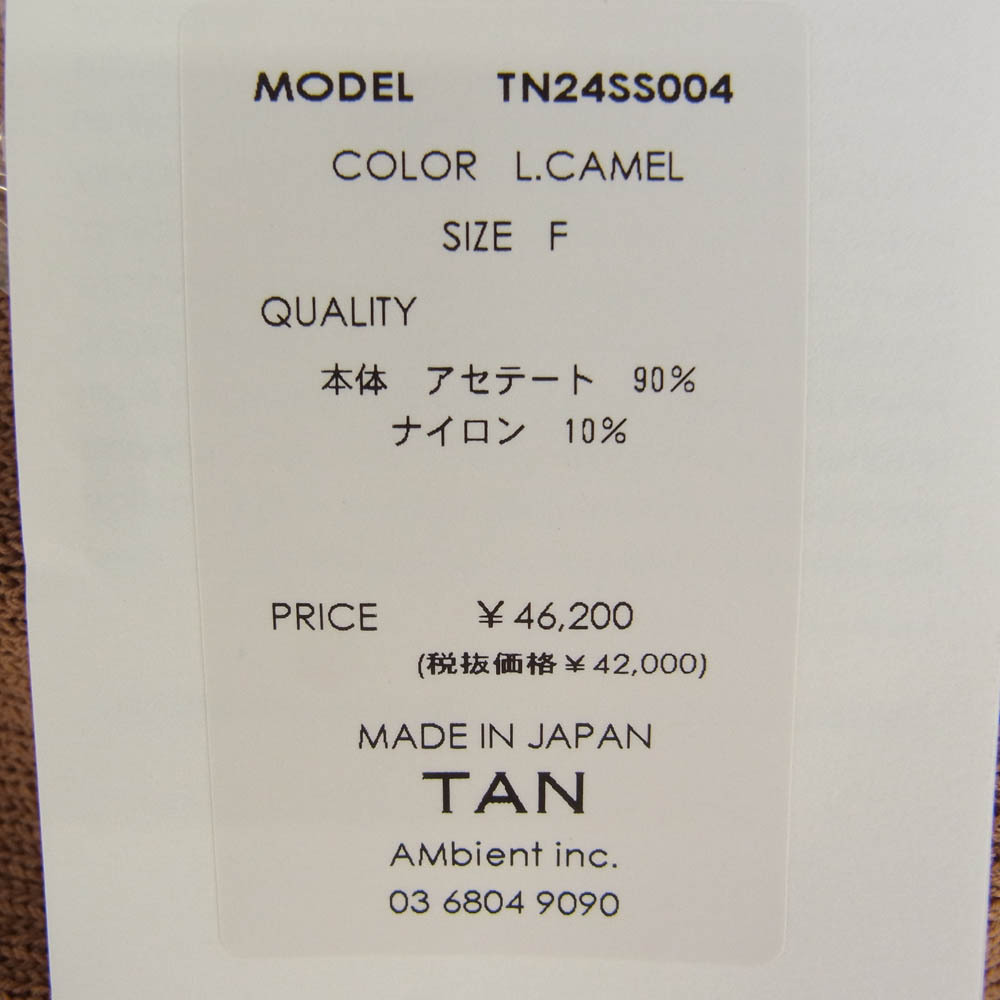 MODEL TN24SS004
COLOR L.CAMEL
SIZE F
QUALITY
本体 アセテート 90%
ナイロン 10%
PRICE ¥46,200
(税抜価格¥42,000)
MADE IN JAPAN
TAN
AMbient inc.
03 6804 9090